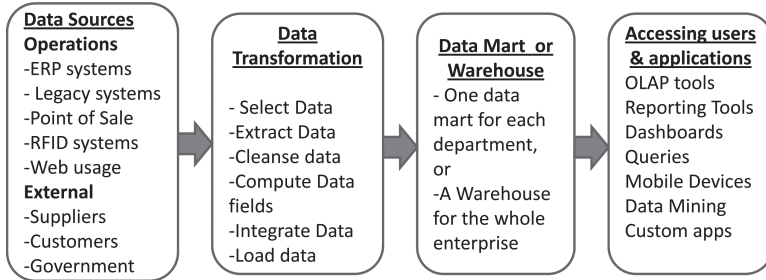 Data Sources
Operations
-ERP systems
- Legacy systems
-Point of Sale
-RFID systems
-Web usage
External
-Suppliers
-Customers
-Government
Data
Transformation
- Select Data
-Extract Data
-Cleanse data
-Compute Data
fields
-Integrate Data
-Load data
Data Mart or
Warehouse
- One data
mart for each
department,
or
-A Warehouse
for the whole
enterprise
Accessing users
& applications
OLAP tools
Reporting Tools
Dashboards
Queries
Mobile Devices
Data Mining
Custom apps